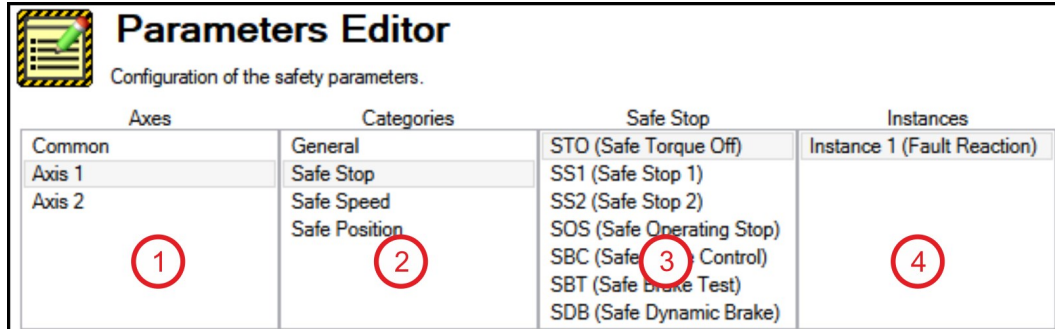 Parameters Editor
Configuration of the safety parameters.
Axes
Common
Axis 1
Axis 2
1
Categories
General
Safe Stop
Safe Speed
Safe Position
2
Safe Stop
STO (Safe Torque Off)
SS1 (Safe Stop 1)
SS2 (Safe Stop 2)
SOS (Safe Operating Stop)
SBC (Safe Control)
SBT (Safe Brake Test)
SDB (Safe Dynamic Brake)
3
Instances
Instance 1 (Fault Reaction)
4